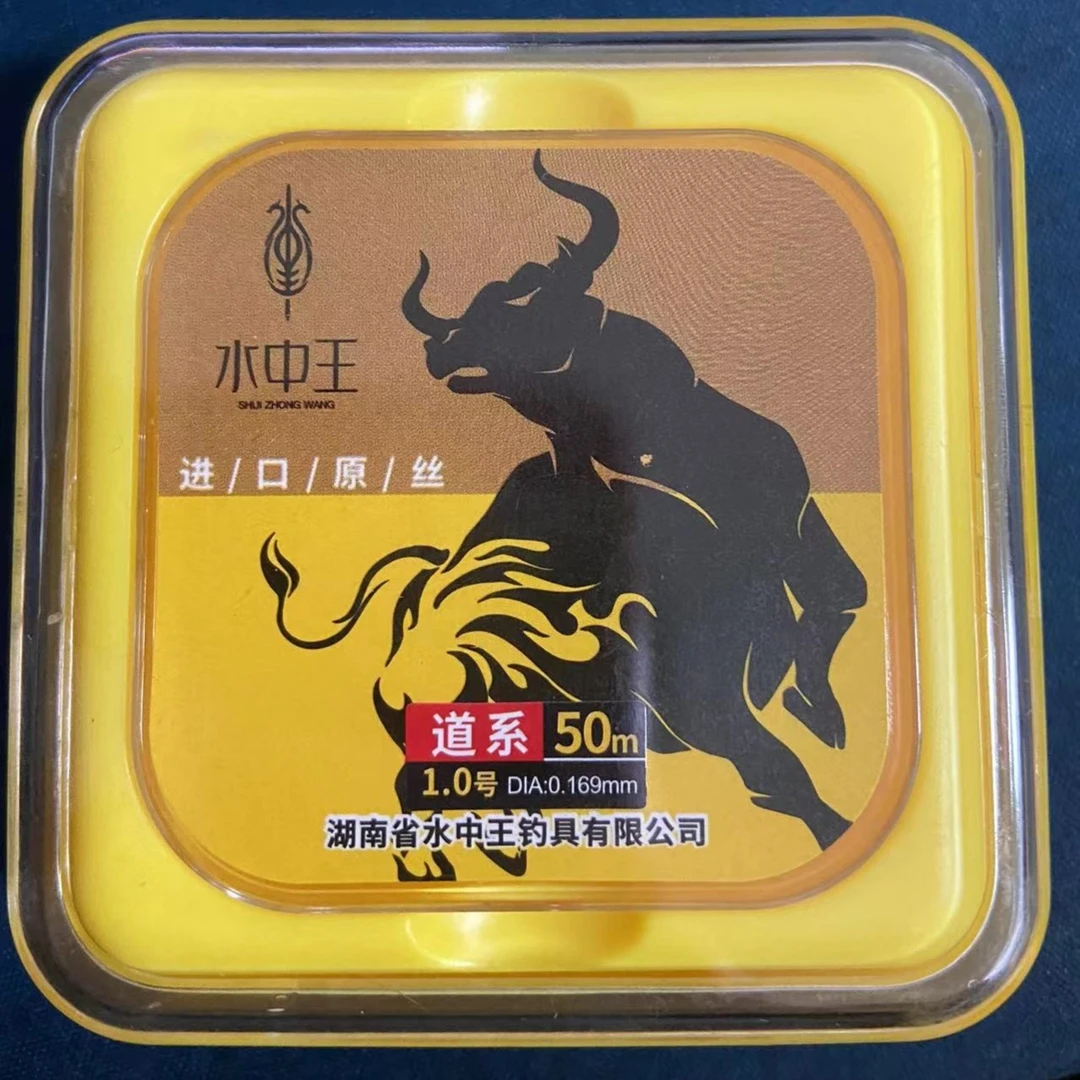 水中王
SHUI ZHONG WANG
进/口/原/丝
道系 50m
1.0号 DIA:0.169mm
湖南省水中王钓具有限公司